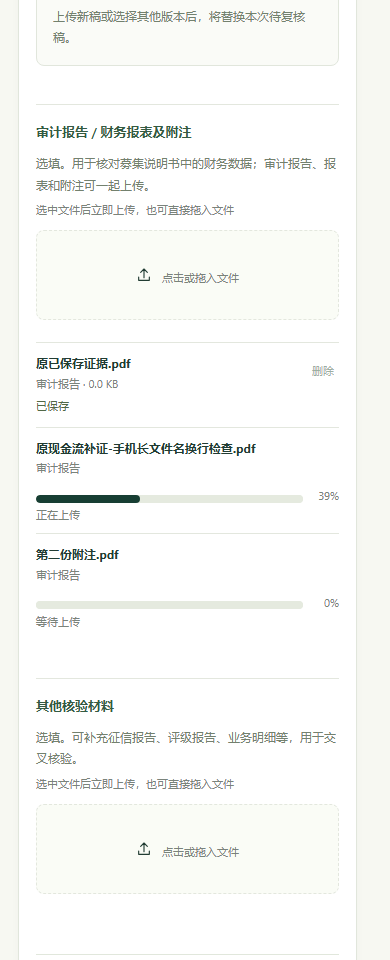 上传新稿或选择其他版本后，将替换本次待复核
稿。
审计报告 / 财务报表及附注
选填。用于核对募集说明书中的财务数据；审计报告、报
表和附注可一起上传。
选中文件后立即上传，也可直接拖入文件
点击或拖入文件
原已保存证据.pdf
删除
审计报告 · 0.0 KB
已保存
原现金流补证-手机长文件名换行检查.pdf
审计报告
39%
正在上传
第二份附注.pdf
审计报告
0%
等待上传
其他核验材料
选填。可补充征信报告、评级报告、业务明细等，用于交
叉核验。
选中文件后立即上传，也可直接拖入文件
点击或拖入文件